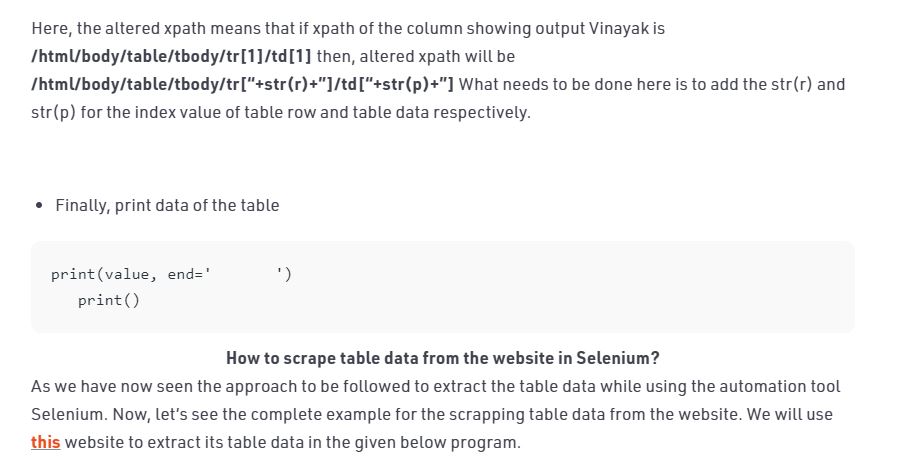 Here, the altered xpath means that if xpath of the column showing output Vinayak is
/html/body/table/tbody/tr[1]/td[1] then, altered xpath will be
/html/body/table/tbody/tr[“+str(r)+”]/td[“+str(p)+”] What needs to be done here is to add the str(r) and
str(p) for the index value of table row and table data respectively.
• Finally, print data of the table
print(value, end='       ')
   print()
How to scrape table data from the website in Selenium?
As we have now seen the approach to be followed to extract the table data while using the automation tool
Selenium. Now, let’s see the complete example for the scrapping table data from the website. We will use
this website to extract its table data in the given below program.